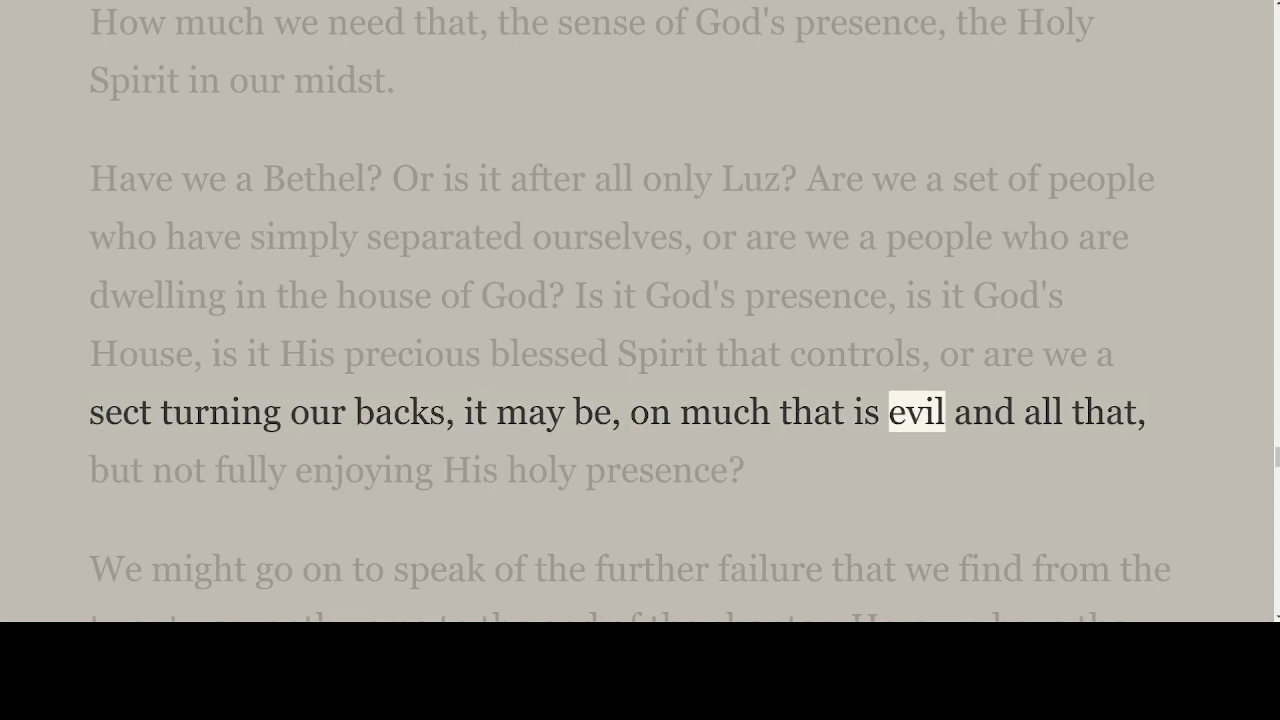 How much we need that, the sense of God's presence, the Holy
Spirit in our midst.
Have we a Bethel? Or is it after all only Luz? Are we a set of people
who have simply separated ourselves, or are we a people who are
dwelling in the house of God? Is it God's presence, is it God's
House, is it His precious blessed Spirit that controls, or are we a
sect turning our backs, it may be, on much that is evil and all that,
but not fully enjoying His holy presence?
We might go on to speak of the further failure that we find from the